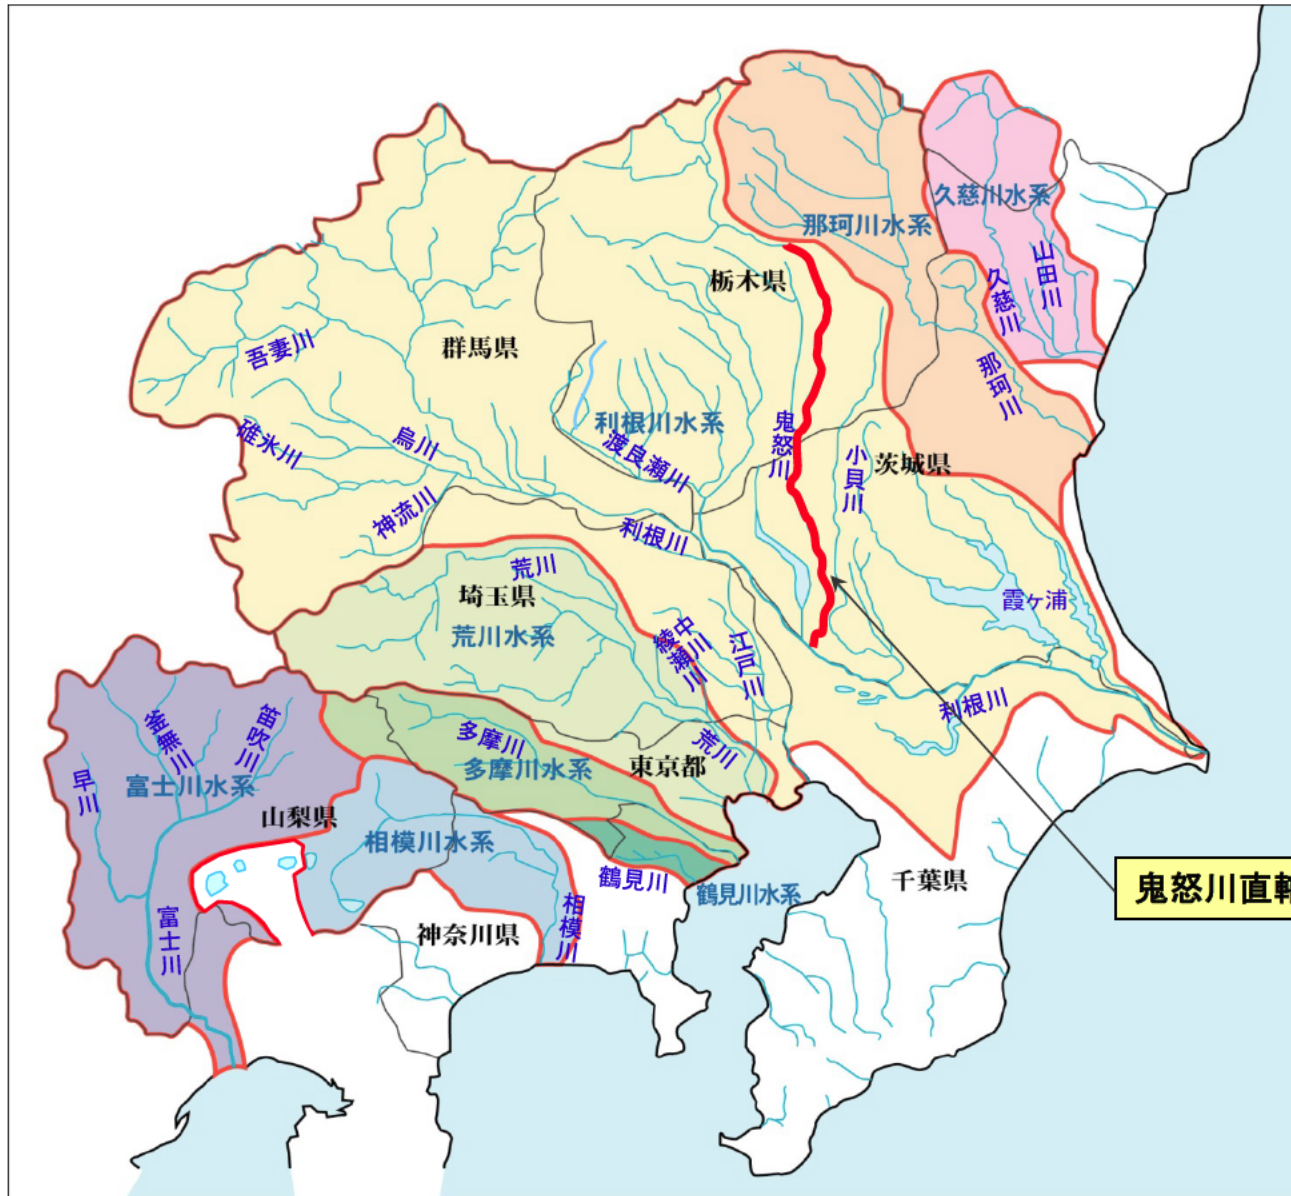 久慈川水系
那珂川水系
山田川
久慈川
栃木県
群馬県
吾妻川
那珂川
利根川水系
鬼怒川
碓氷川
烏川
渡良瀬川
小貝川
茨城県
神流川
利根川
荒川
埼玉県
荒川水系
霞ヶ浦
綾瀬川
中川
江戸川
利根川
釜無川
笛吹川
早川
富士川水系
多摩川
多摩川水系
荒川
東京都
山梨県
相模川水系
鶴見川
鶴見川水系
千葉県
鬼怒川直轄
富士川
神奈川県
相模川